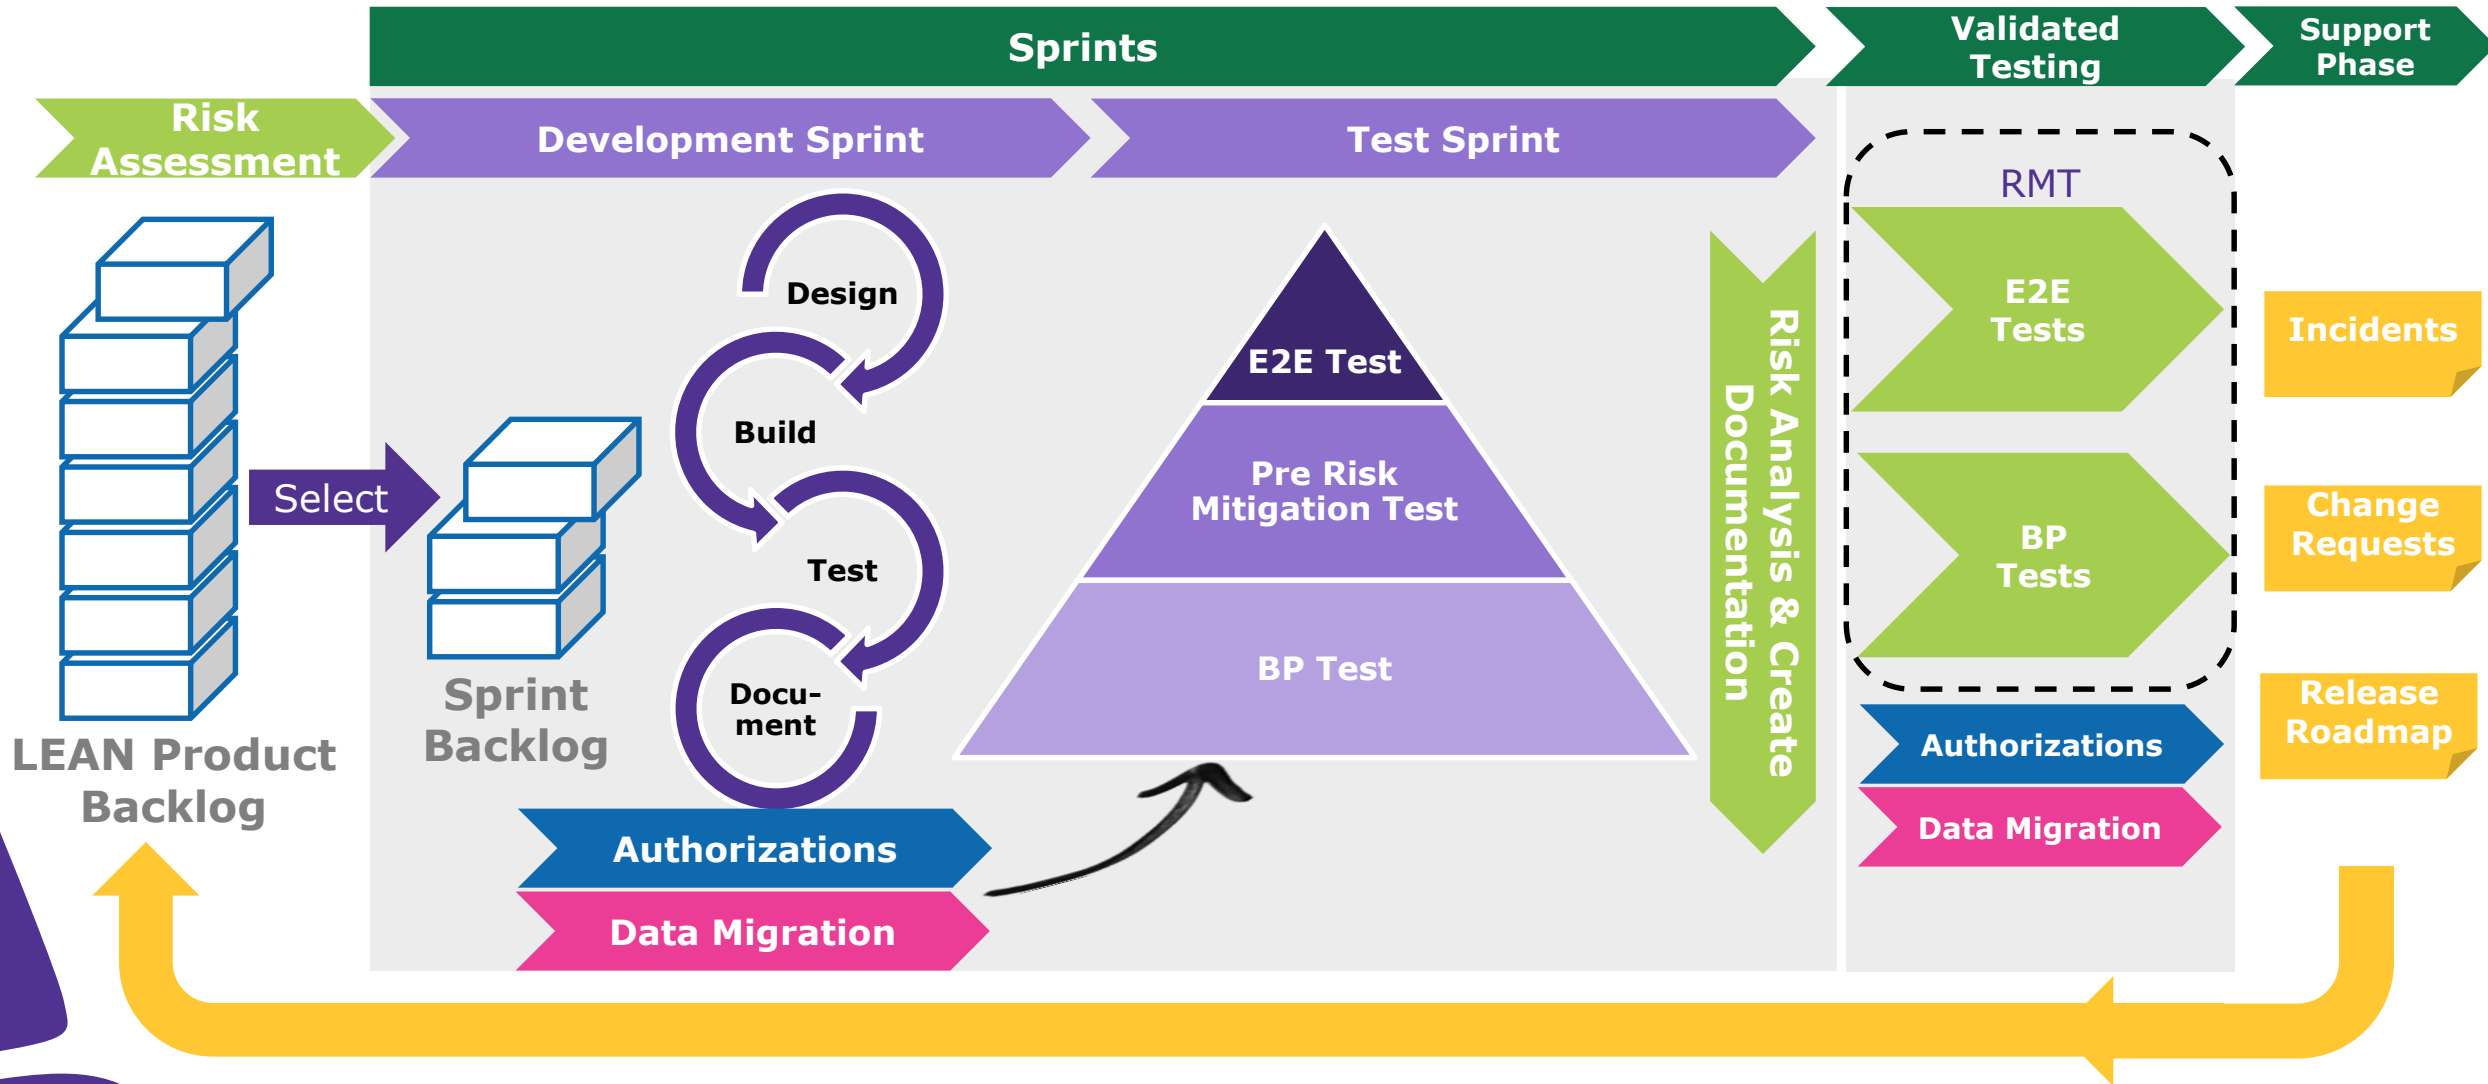 Sprints
Validated
Testing
Support
Phase
Risk
Assessment
Development Sprint
Test Sprint
LEAN Product
Backlog
Select
Sprint
Backlog
Design
Build
Test
Docu-
ment
Authorizations
Data Migration
E2E Test
Pre Risk
Mitigation Test
BP Test
Risk Analysis & Create
Documentation
RMT
E2E
Tests
BP
Tests
Authorizations
Data Migration
Incidents
Change
Requests
Release
Roadmap